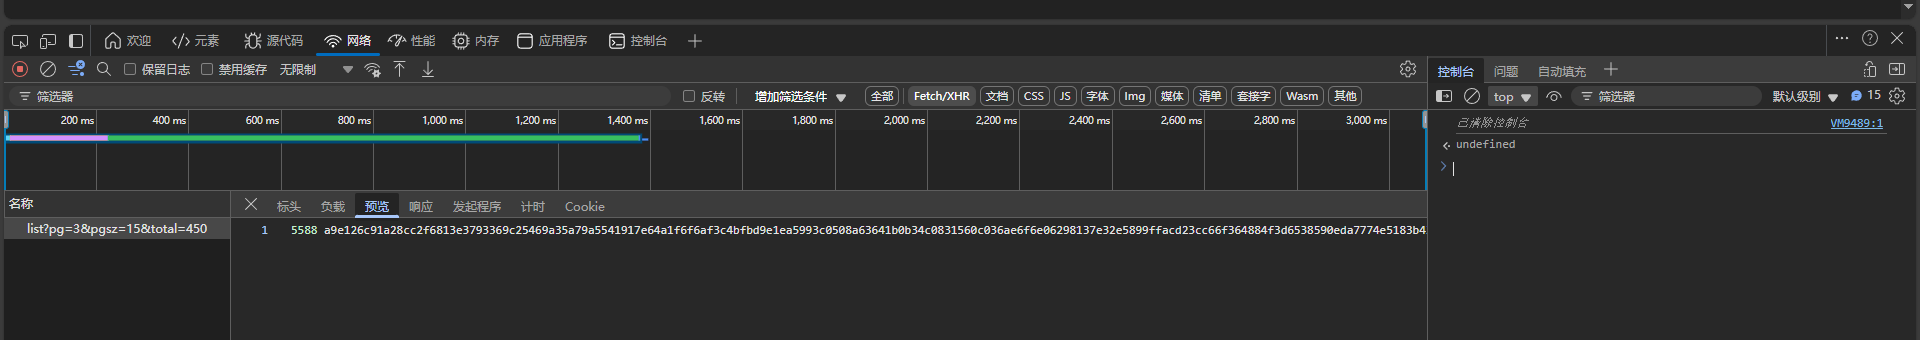 欢迎 元素 源代码 网络 性能 内存 应用程序 控制台
保留日志 禁用缓存 无限制
筛选器 反转 增加筛选条件 全部 Fetch/XHR 文档 CSS JS 字体 Img 媒体 清单 套接字 Wasm 其他
200 ms 400 ms 600 ms 800 ms 1,000 ms 1,200 ms 1,400 ms 1,600 ms 1,800 ms 2,000 ms 2,200 ms 2,400 ms 2,600 ms 2,800 ms 3,000 ms
名称
list?pg=3&pgsz=15&total=450
标头 负载 预览 响应 发起程序 计时 Cookie
1 5588 a9e126c91a28cc2f6813e3793369c25469a35a79a5541917e64a1f6f6af3c4bfbd9e1ea5993c0508a63641b0b34c0831560c036ae6f6e06298137e32e5899ffacd23cc66f364884f3d6538590eda7774e5183b4
控制台 问题 自动填充
top 筛选器 默认级别 15
已清除控制台 VM9489:1
undefined